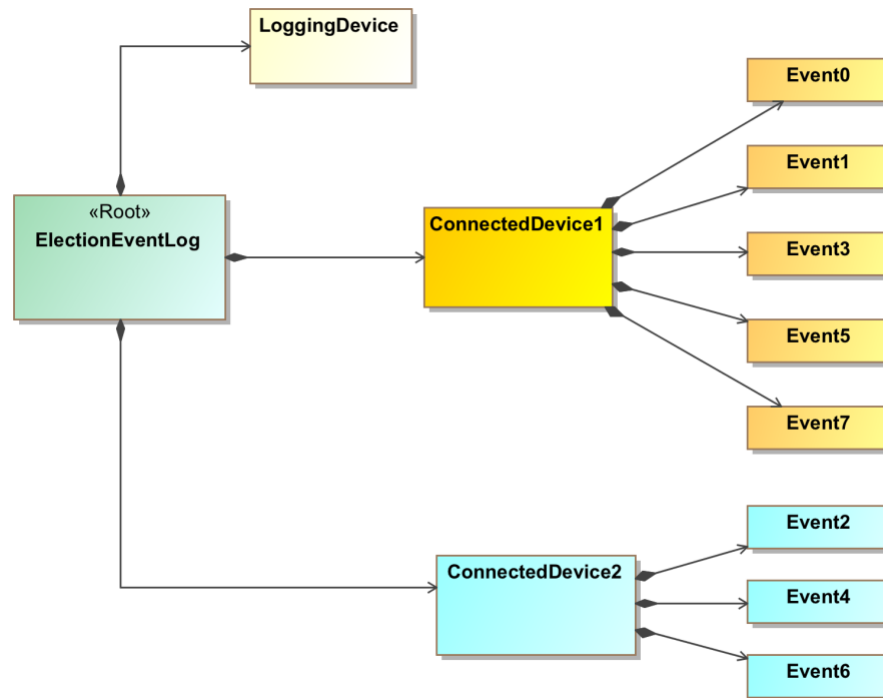 LoggingDevice
«Root»
ElectionEventLog
ConnectedDevice1
Event0
Event1
Event3
Event5
Event7
ConnectedDevice2
Event2
Event4
Event6